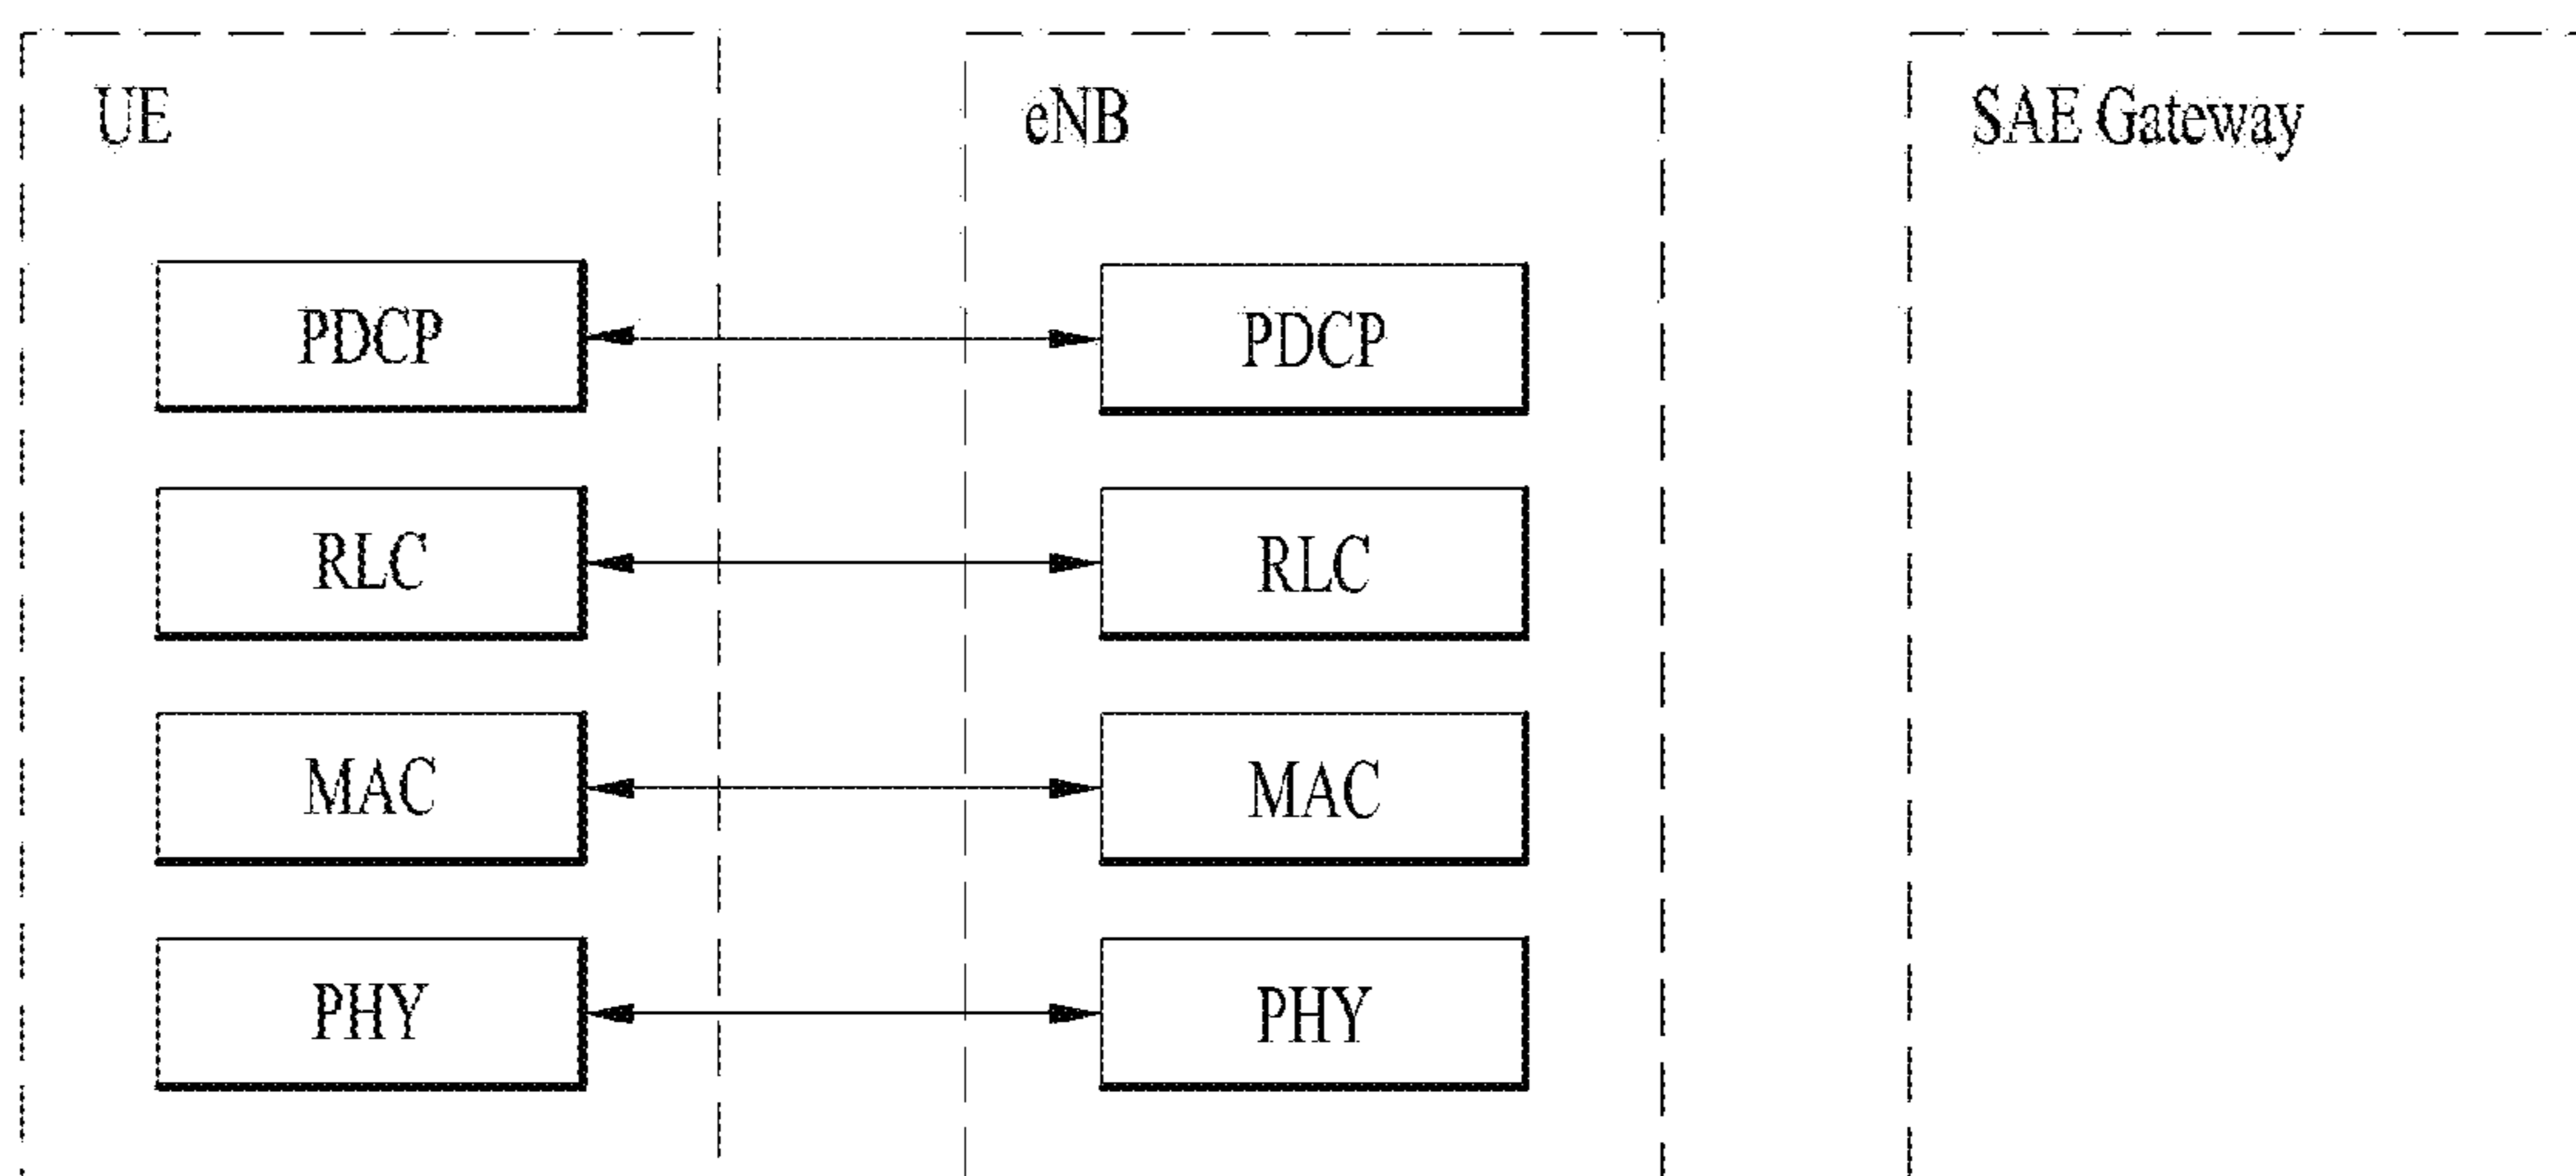 UE
eNB
SAE Gateway
PDCP
PDCP
RLC
RLC
MAC
MAC
PHY
PHY